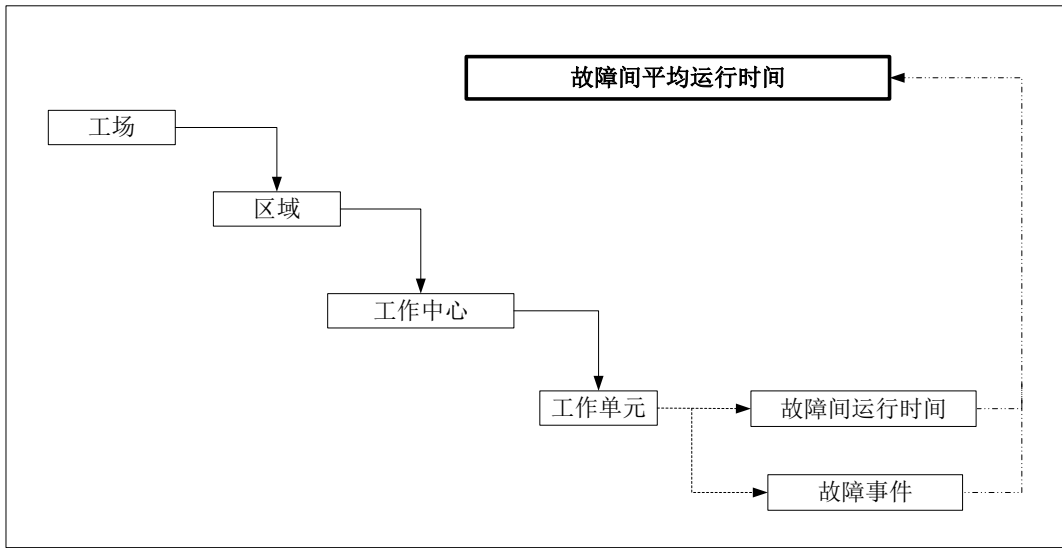 故障间平均运行时间
工场
区域
工作中心
工作单元
故障间运行时间
故障事件